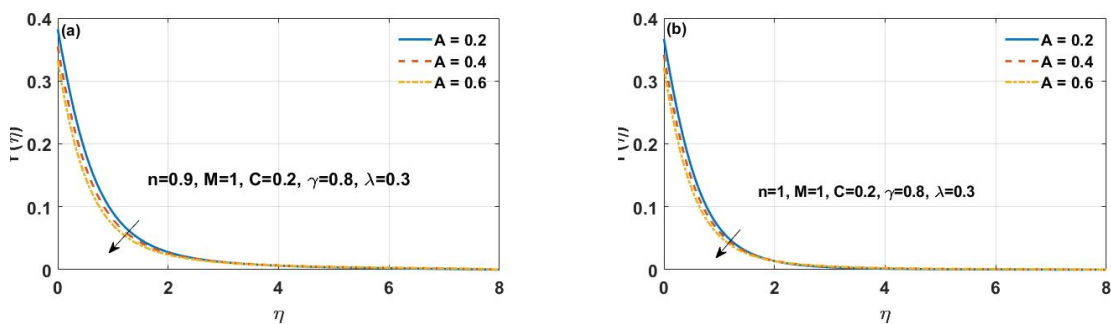 (a)
A = 0.2
A = 0.4
A = 0.6
n=0.9, M=1, C=0.2, γ=0.8, λ=0.3
0.4
0.3
0.2
0.1
0
0 2 4 6 8
η
(b)
A = 0.2
A = 0.4
A = 0.6
n=1, M=1, C=0.2, γ=0.8, λ=0.3
0.4
0.3
0.2
0.1
0
0 2 4 6 8
η